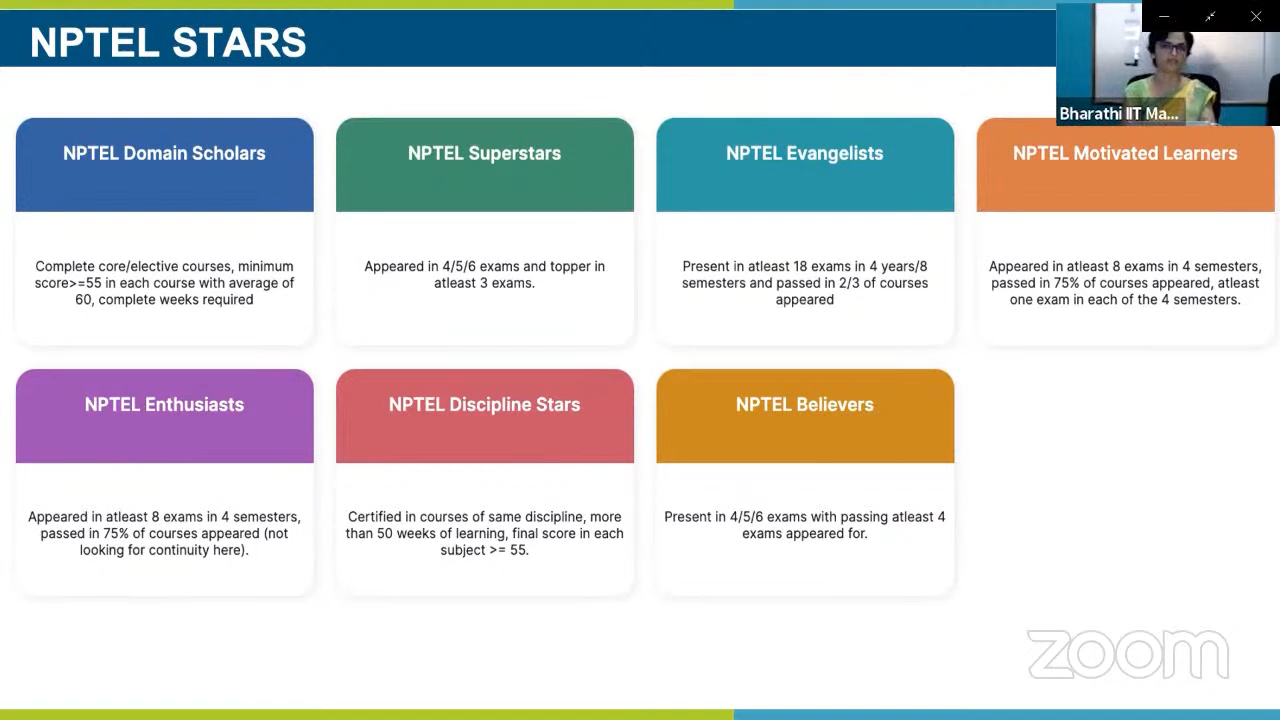 NPTEL STARS
Bharathi IIT Ma...
NPTEL Domain Scholars
Complete core/elective courses, minimum
score>=55 in each course with average of
60, complete weeks required
NPTEL Superstars
Appeared in 4/5/6 exams and topper in
atleast 3 exams.
NPTEL Evangelists
Present in atleast 18 exams in 4 years/8
semesters and passed in 2/3 of courses
appeared
NPTEL Motivated Learners
Appeared in atleast 8 exams in 4 semesters,
passed in 75% of courses appeared, atleast
one exam in each of the 4 semesters.
NPTEL Enthusiasts
Appeared in atleast 8 exams in 4 semesters,
passed in 75% of courses appeared (not
looking for continuity here).
NPTEL Discipline Stars
Certified in courses of same discipline, more
than 50 weeks of learning, final score in each
subject >= 55.
NPTEL Believers
Present in 4/5/6 exams with passing atleast 4
exams appeared for.
zoom